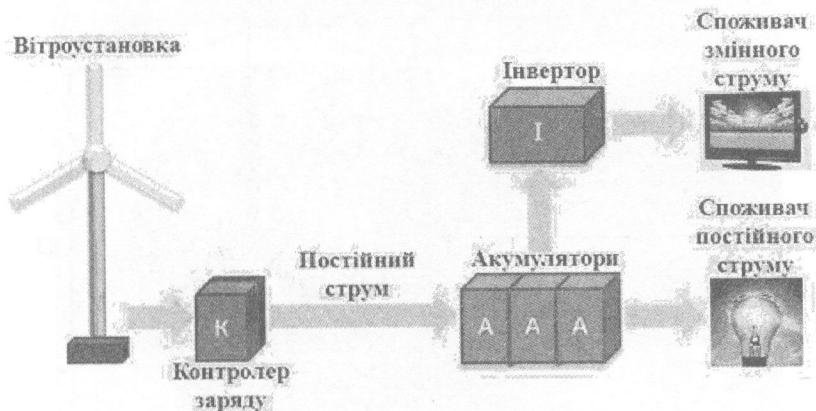 Вітроустановка
Споживач
змінного
струму
Інвертор
І
Споживач
постійного
струму
Постійний
струм
Акумулятори
К
А А А
Контролер
заряду